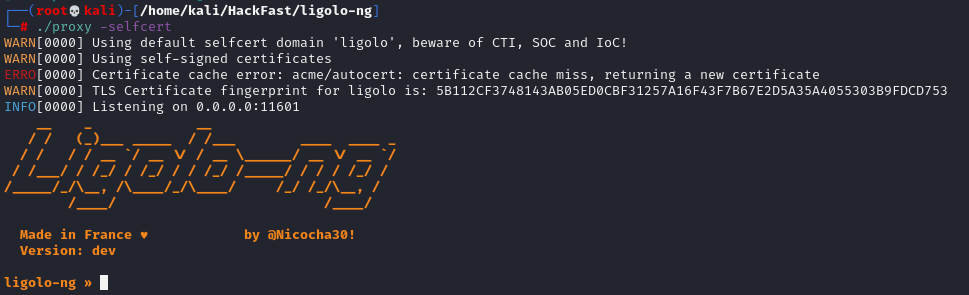 ┌──(root💀kali)-[/home/kali/HackFast/ligolo-ng]
└─# ./proxy -selfcert
WARN[0000] Using default selfcert domain 'ligolo', beware of CTI, SOC and IoC!
WARN[0000] Using self-signed certificates
ERRO[0000] Certificate cache error: acme/autocert: certificate cache miss, returning a new certificate
WARN[0000] TLS Certificate fingerprint for ligolo is: 5B112CF3748143AB05ED0CBF31257A16F43F7B67E2D5A35A4055303B9FDCD753
INFO[0000] Listening on 0.0.0.0:11601
Ligolo-ng
Made in France ♥ by @Nicocha30!
Version: dev
ligolo-ng »